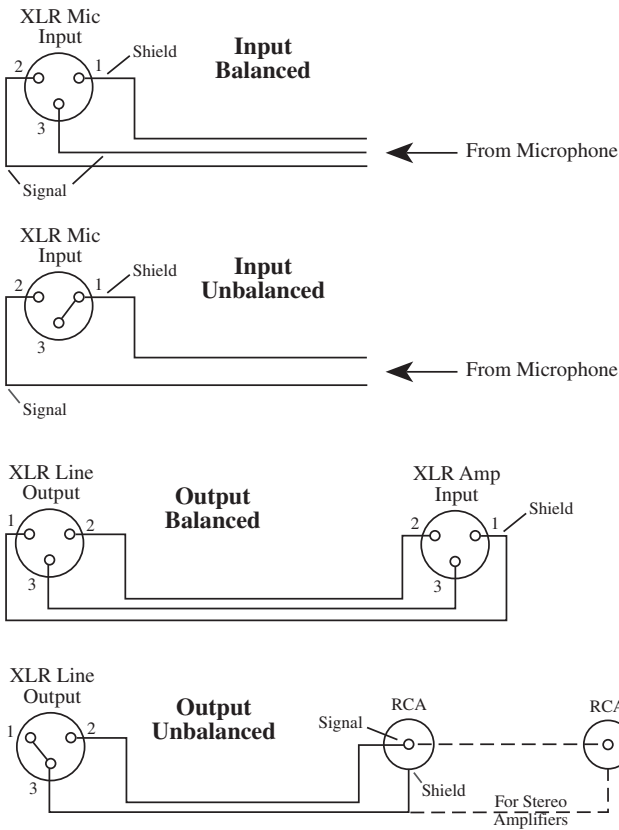 XLR Mic
Input
Input
Balanced
Shield
2
1
3
From Microphone
Signal
XLR Mic
Input
Input
Unbalanced
Shield
2
1
3
From Microphone
Signal
XLR Line
Output
Output
Balanced
XLR Amp
Input
1
2
3
2
1
3
Shield
XLR Line
Output
Output
Unbalanced
RCA
RCA
1
2
3
Signal
Shield
For Stereo
Amplifiers